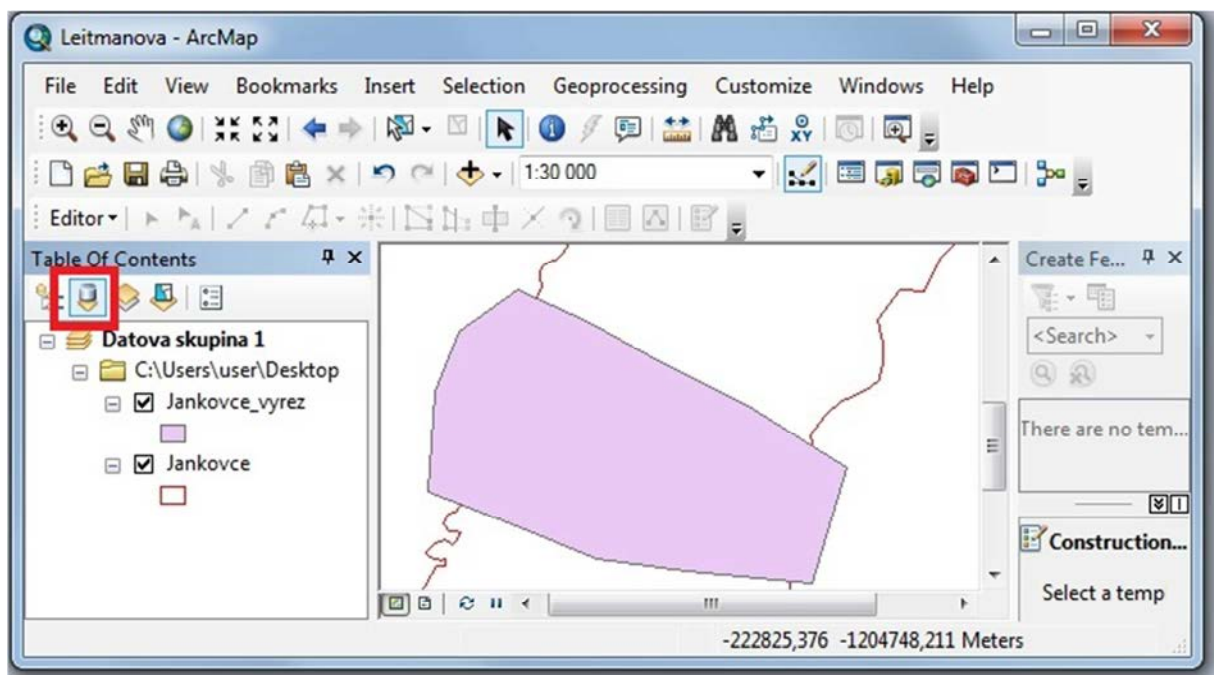 Leitmanova - ArcMap
File Edit View Bookmarks Insert Selection Geoprocessing Customize Windows Help
XY
1:30 000
Editor
Table Of Contents
Create Fe...
Datova skupina 1
<Search>
C:\Users\user\Desktop
Jankovce_vyrez
There are no tem...
Jankovce
Construction...
Select a temp
-222825,376 -1204748,211 Meters